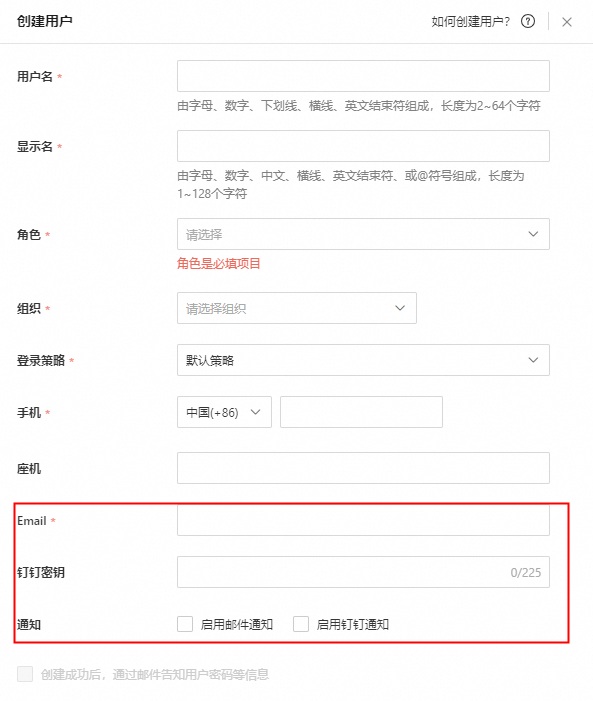 创建用户 如何创建用户?
用户名 *
由字母、数字、下划线、横线、英文结束符组成，长度为2~64个字符
显示名 *
由字母、数字、中文、横线、英文结束符、或@符号组成，长度为
1~128个字符
角色 * 请选择
角色是必填项目
组织 * 请选择组织
登录策略 * 默认策略
手机 * 中国(+86)
座机
Email *
钉钉密钥 0/225
通知 启用邮件通知 启用钉钉通知
创建成功后，通过邮件告知用户密码等信息